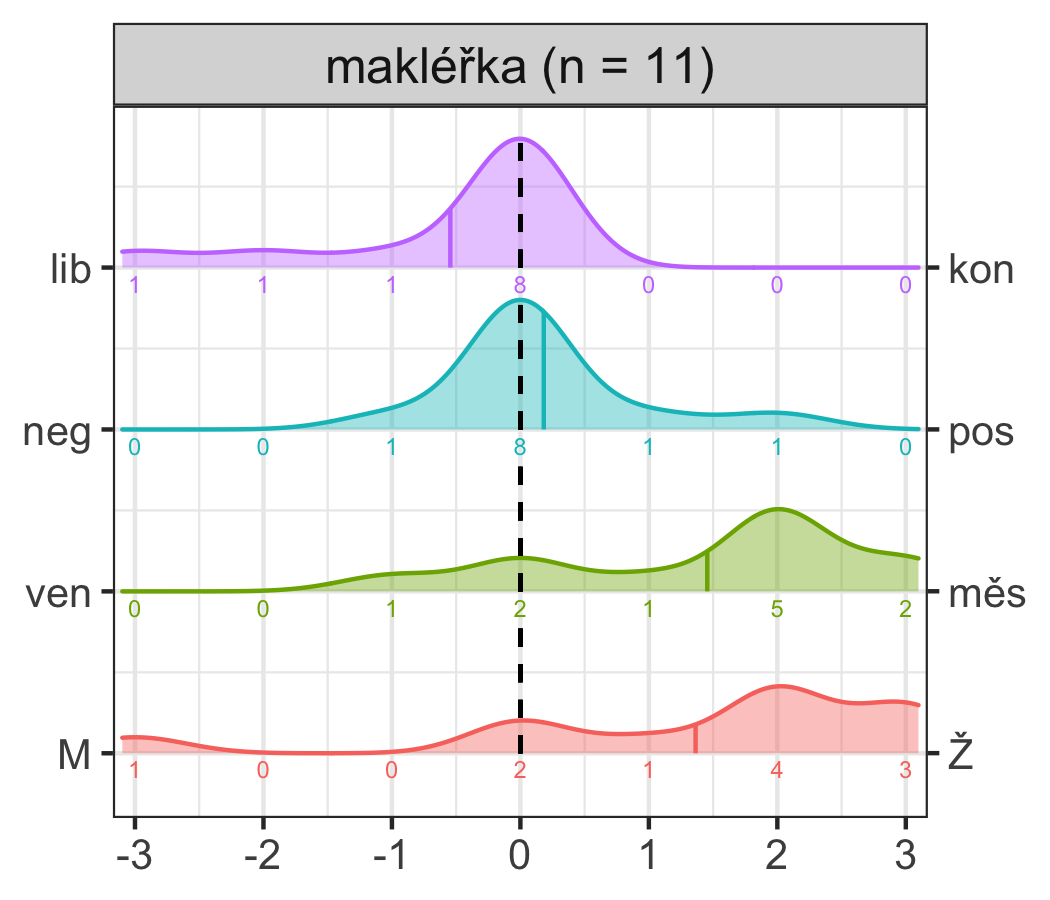 makléřka (n = 11)
lib kon
1 1 1 8 0 0 0
neg pos
0 0 1 8 1 1 0
ven měs
0 0 1 2 1 5 2
M Ž
1 0 0 2 1 4 3
-3 -2 -1 0 1 2 3